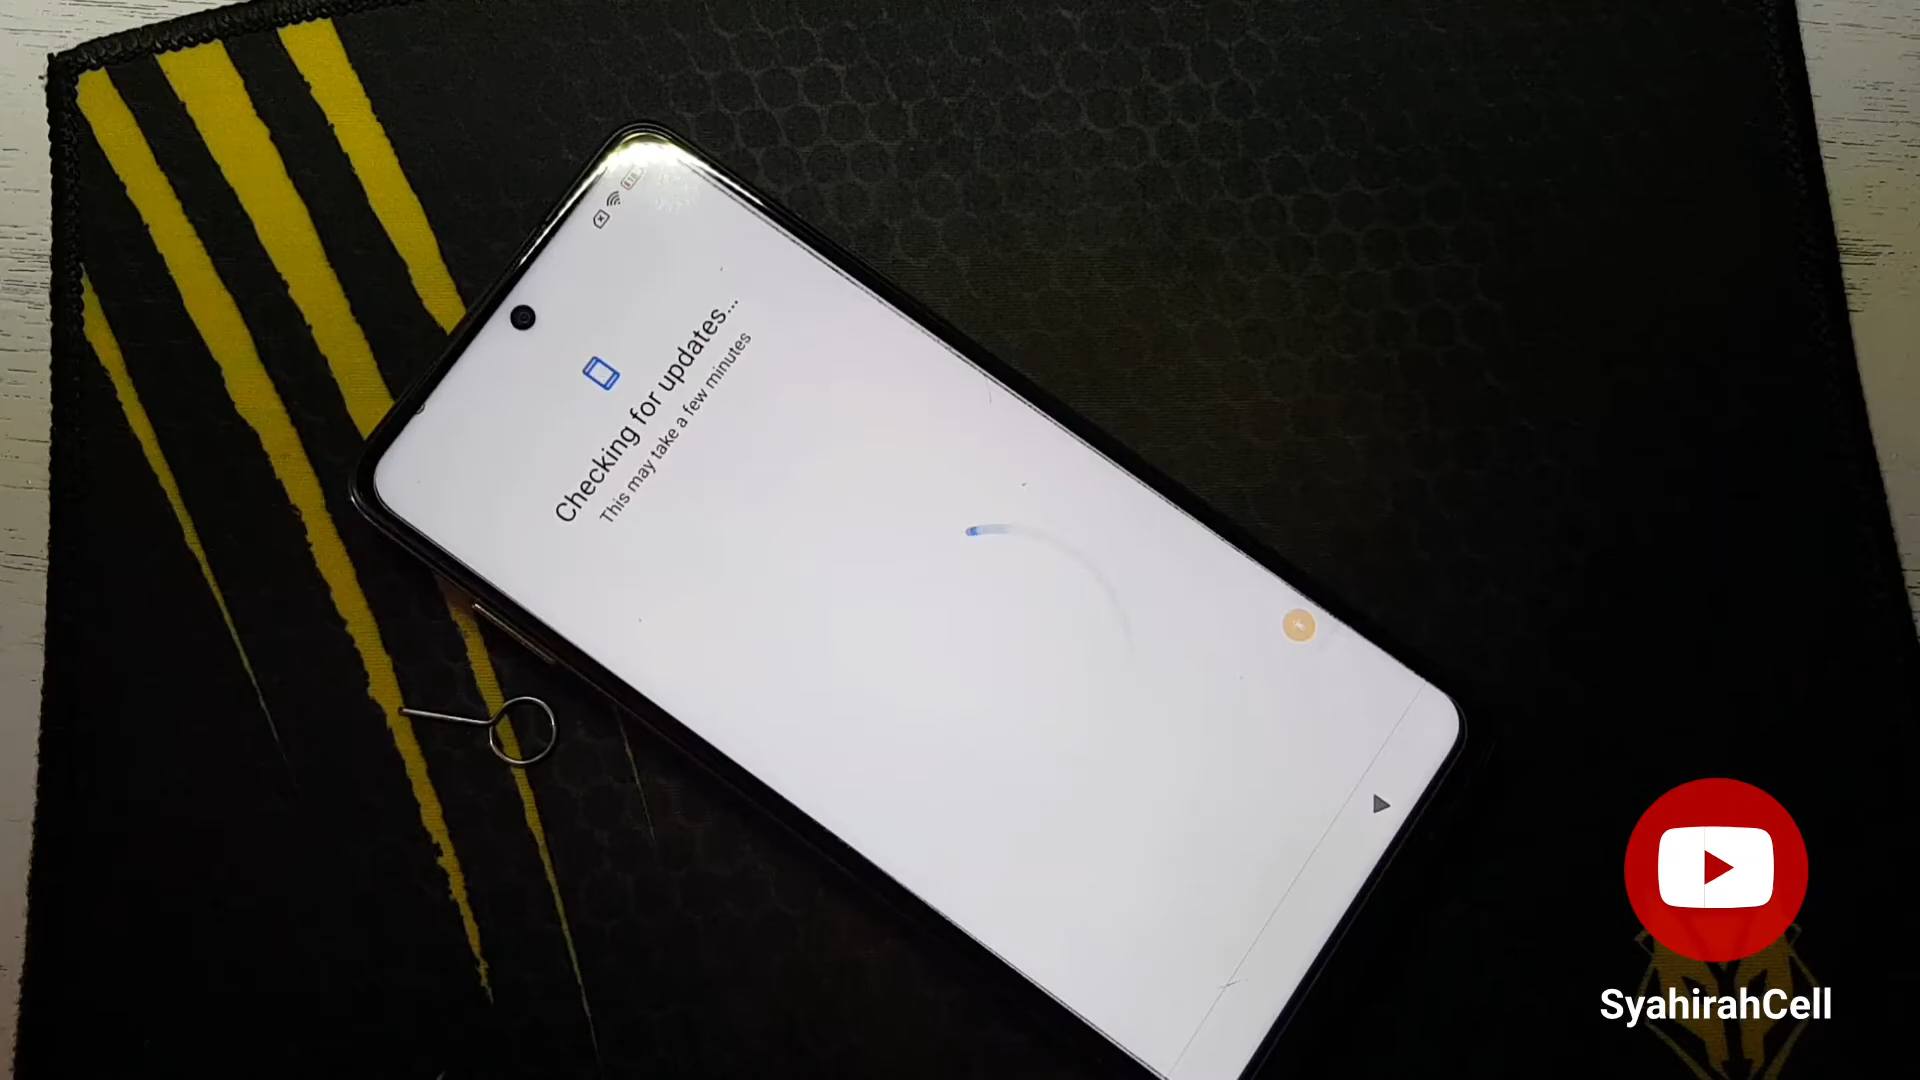 Checking for updates...
This may take a few minutes
SyahirahCell